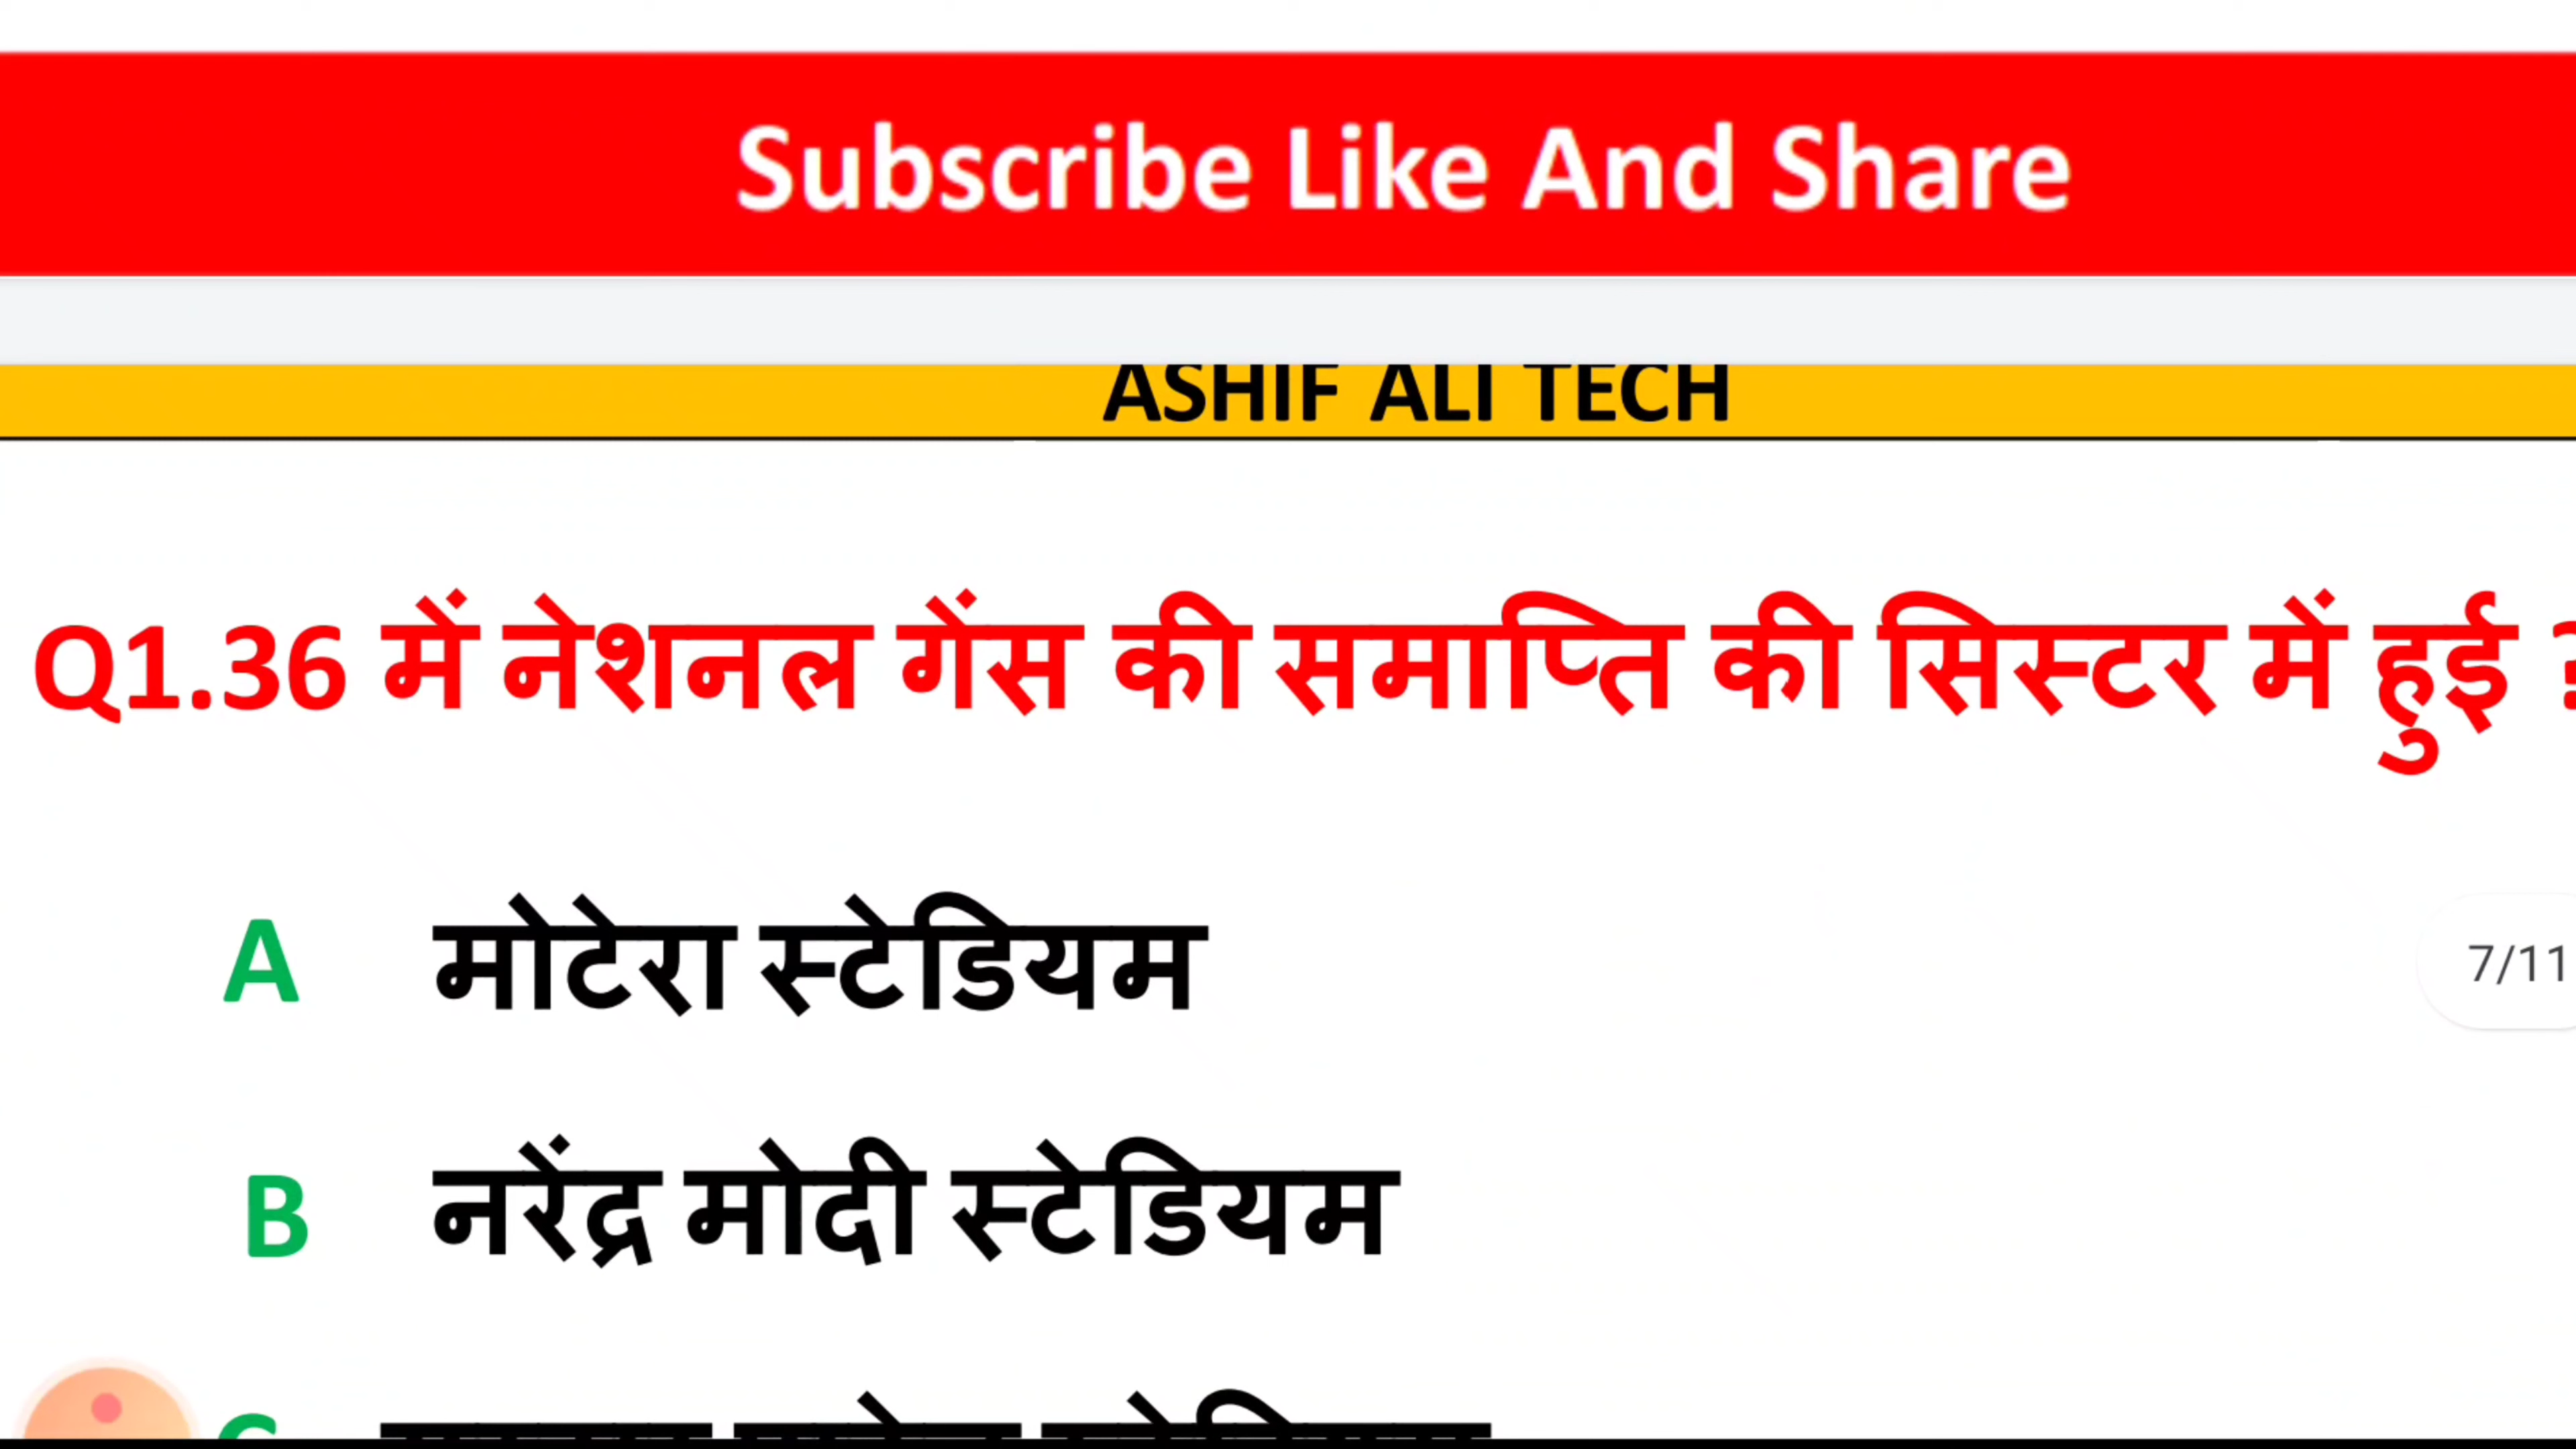 Subscribe Like And Share
ASHIF ALI TECH
Q1.36 में नेशनल गेंस की समाप्ति की सिस्टर में हुई ?
A मोटेरा स्टेडियम
7/11
B नरेंद्र मोदी स्टेडियम
C